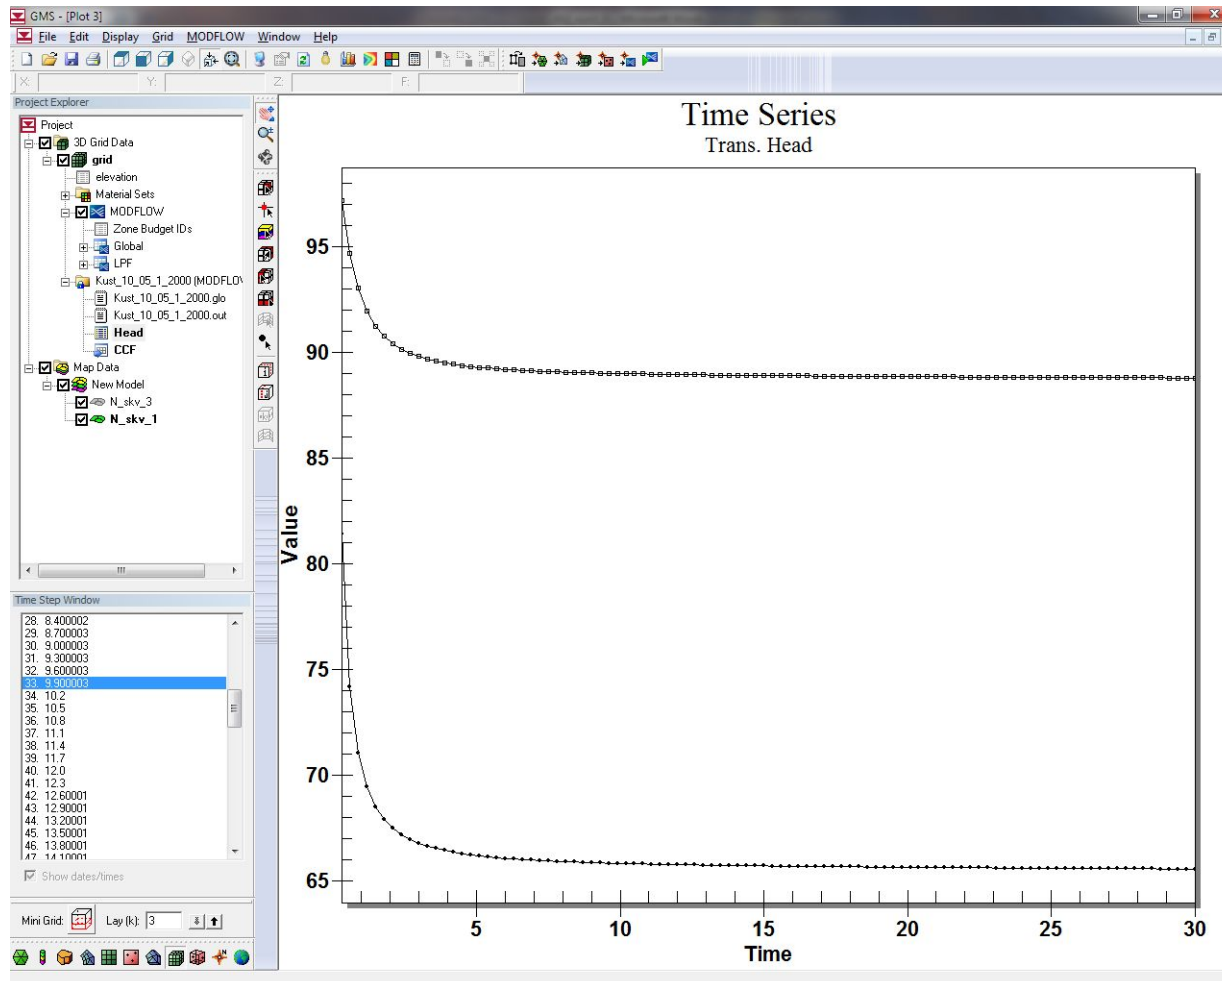 GMS - [Plot 3]
File Edit Display Grid MODFLOW Window Help
X: Y: Z: F:
Project Explorer
Project
3D Grid Data
grid
elevation
Material Sets
MODFLOW
Zone Budget IDs
Global
LPF
Kust_10_05_1_2000 (MODFLO
Kust_10_05_1_2000.glo
Kust_10_05_1_2000.out
Head
CCF
Map Data
New Model
N_skv_3
N_skv_1
Time Step Window
28. 8.400002
29. 8.700003
30. 9.000003
31. 9.300003
32. 9.600003
33. 9.900003
34. 10.2
35. 10.5
36. 10.8
37. 11.1
38. 11.4
39. 11.7
40. 12.0
41. 12.3
42. 12.60001
43. 12.90001
44. 13.20001
45. 13.50001
46. 13.80001
47. 14.10001
Show dates/times
Mini Grid: Lay (k): 3
Time Series
Trans. Head
95
90
85
80
75
70
65
Value
5 10 15 20 25 30
Time